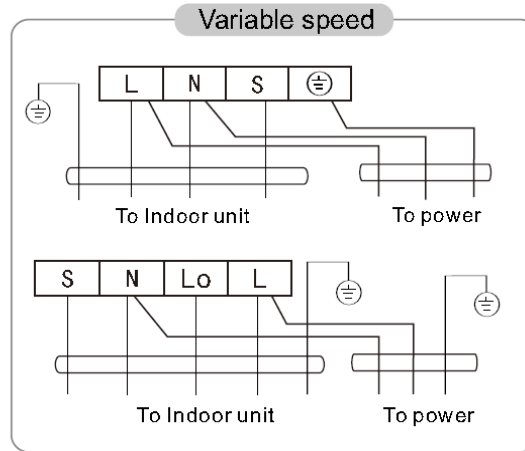 Variable speed
L N S
To Indoor unit To power
S N Lo L
To Indoor unit To power